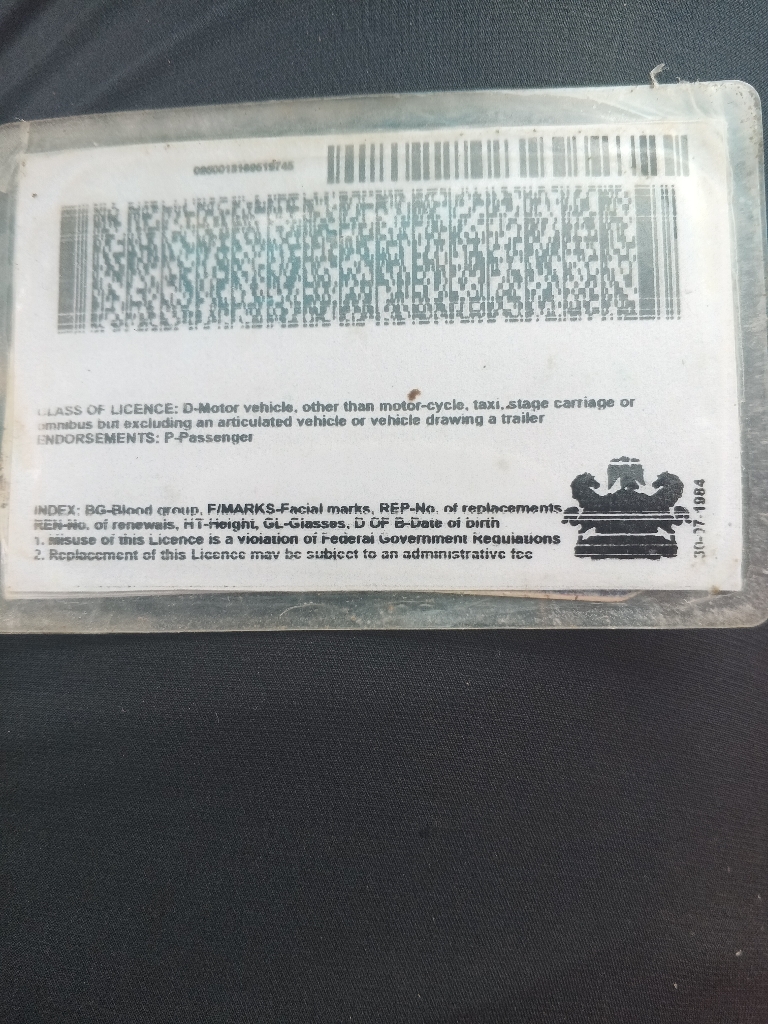 CLASS OF LICENCE: D-Motor vehicle, other than motor-cycle, taxi, stage carriage or
omnibus but excluding an articulated vehicle or vehicle drawing a trailer
ENDORSEMENTS: P-Passenger
INDEX: BG-Blood group, F/MARKS-Facial marks, REP-No. of replacements
REN-No. of renewals, HT-Height, GL-Glasses, D OF B-Date of birth
1. Misuse of this Licence is a violation of Federal Government Regulations
2. Replacement of this Licence may be subject to an administrative fee
30-07-1984